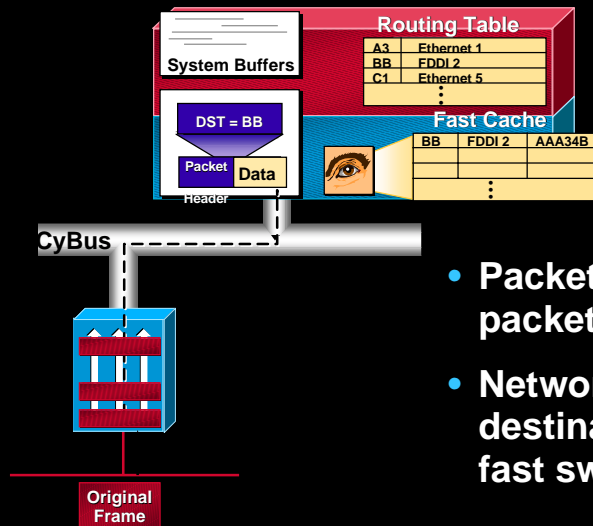 Routing Table
System Buffers
A3 Ethernet 1
BB FDDI 2
C1 Ethernet 5
Fast Cache
DST = BB
BB FDDI 2 AAA34B
Packet Data
Header
CyBus
• Packet
packet
• Networ
destina
fast sw
Original
Frame